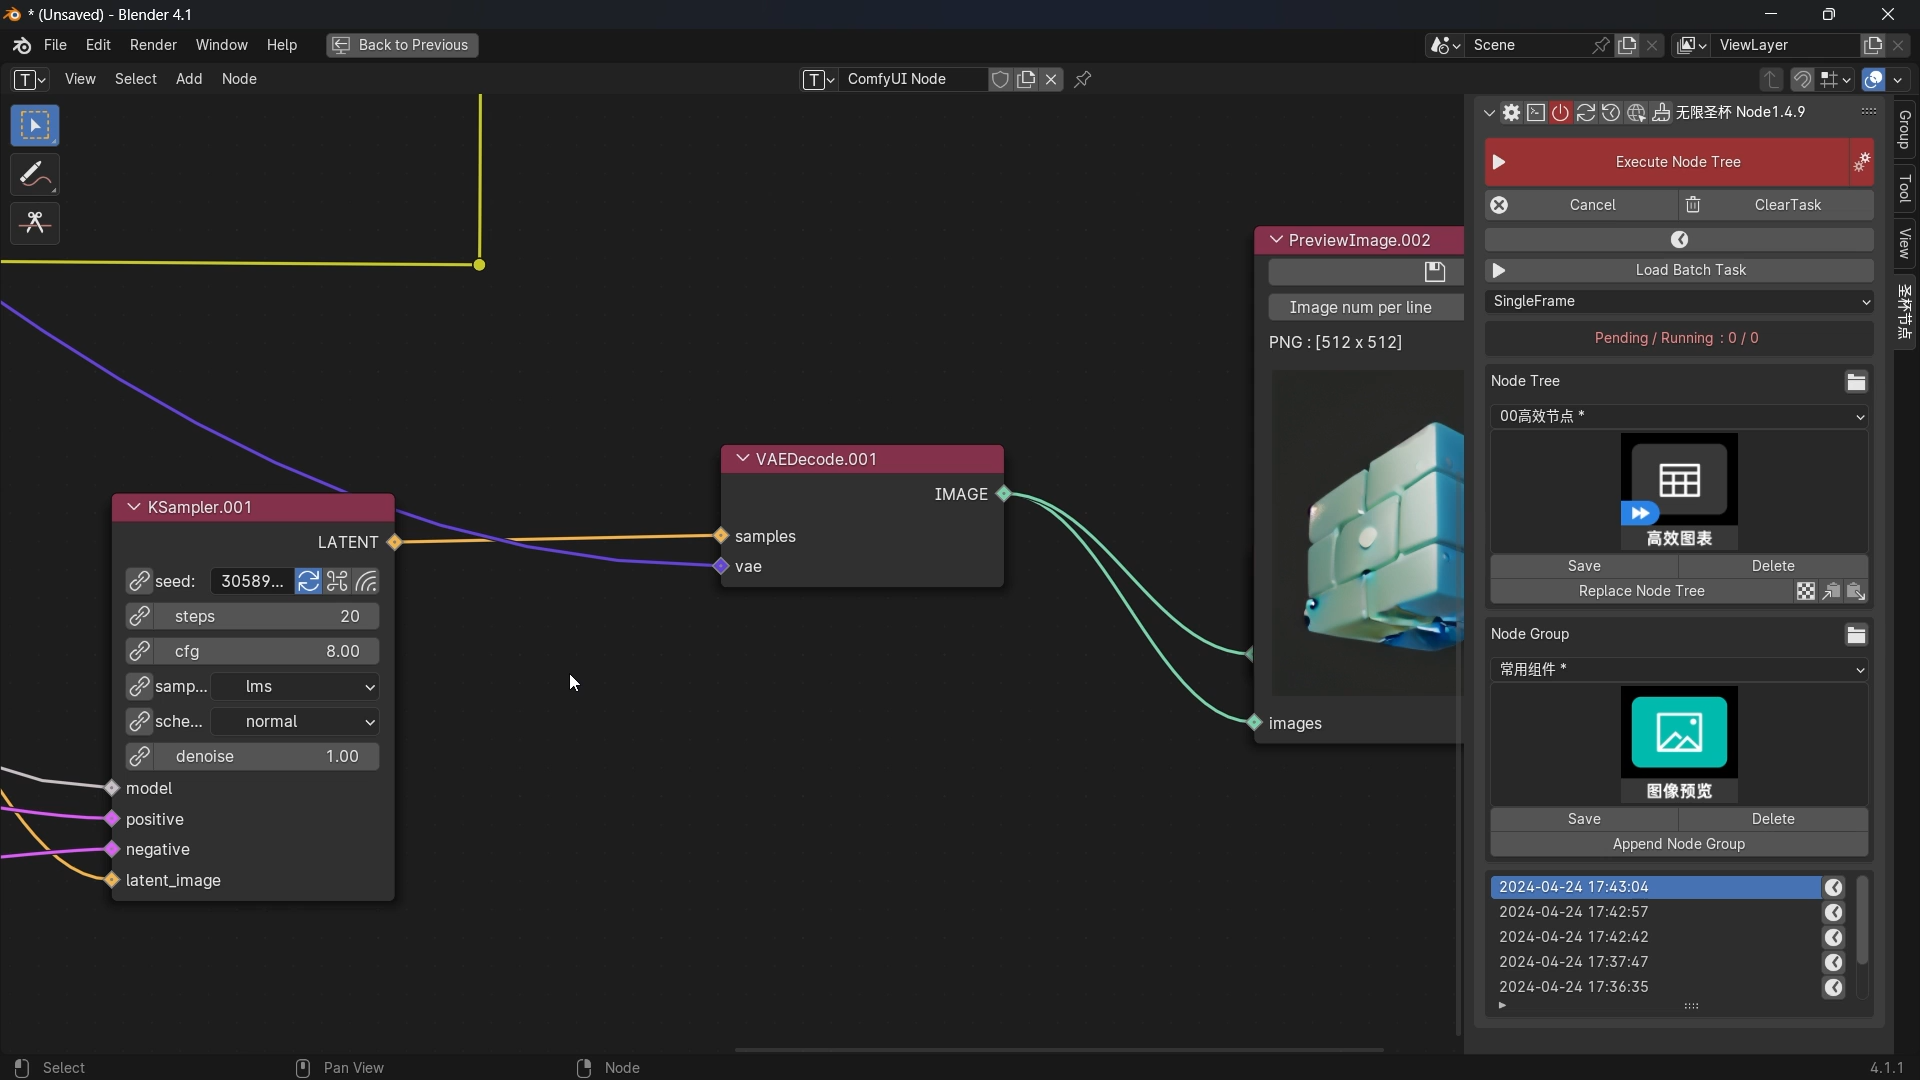 * (Unsaved) - Blender 4.1
File Edit Render Window Help Back to Previous Scene ViewLayer
View Select Add Node ComfyUI Node
无限圣杯 Node1.4.9
Group
Tool
View
圣杯节点
Execute Node Tree
Cancel ClearTask
Load Batch Task
SingleFrame
Pending / Running : 0 / 0
Node Tree
00高效节点 *
高效图表
Save Delete
Replace Node Tree
Node Group
常用组件 *
图像预览
Save Delete
Append Node Group
2024-04-24 17:43:04
2024-04-24 17:42:57
2024-04-24 17:42:42
2024-04-24 17:37:47
2024-04-24 17:36:35
PreviewImage.002
Image num per line
PNG : [512 x 512]
images
VAEDecode.001
IMAGE
samples
vae
KSampler.001
LATENT
seed: 30589...
steps 20
cfg 8.00
samp... lms
sche... normal
denoise 1.00
model
positive
negative
latent_image
Select Pan View Node 4.1.1